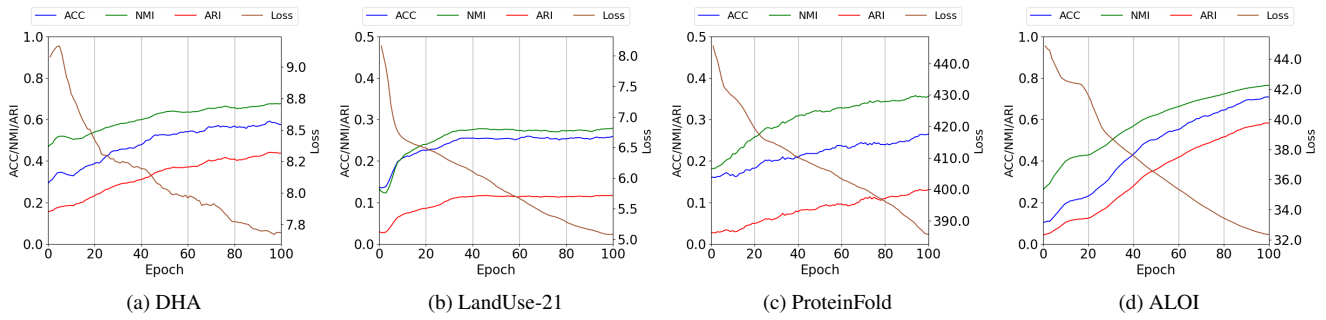 ACC NMI ARI Loss
ACC NMI ARI Loss
ACC NMI ARI Loss
ACC NMI ARI Loss
1.0
0.8
0.6
0.4
0.2
0.0
ACC/NMI/ARI
0 20 40 60 80 100
Epoch
9.0
8.8
8.5
8.2
8.0
7.8
Loss
(a) DHA
0.5
0.4
0.3
0.2
0.1
0.0
ACC/NMI/ARI
0 20 40 60 80 100
Epoch
8.0
7.5
7.0
6.5
6.0
5.5
5.0
Loss
(b) LandUse-21
0.5
0.4
0.3
0.2
0.1
0.0
ACC/NMI/ARI
0 20 40 60 80 100
Epoch
440.0
430.0
420.0
410.0
400.0
390.0
Loss
(c) ProteinFold
1.0
0.8
0.6
0.4
0.2
0.0
ACC/NMI/ARI
0 20 40 60 80 100
Epoch
44.0
42.0
40.0
38.0
36.0
34.0
32.0
Loss
(d) ALOI